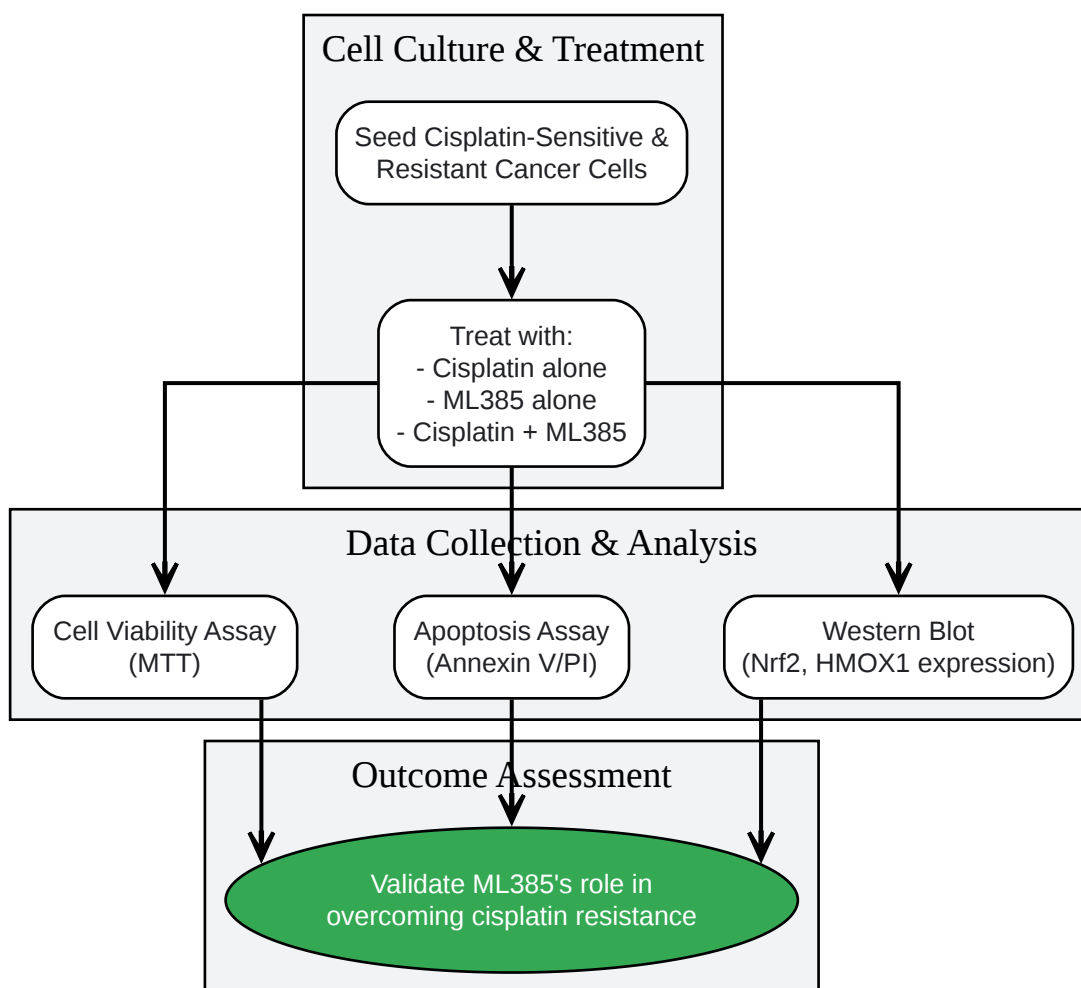 Cell Culture & Treatment
Seed Cisplatin-Sensitive &
Resistant Cancer Cells
Treat with:
- Cisplatin alone
- ML385 alone
- Cisplatin + ML385
Data Collection & Analysis
Cell Viability Assay
(MTT)
Apoptosis Assay
(Annexin V/PI)
Western Blot
(Nrf2, HMOX1 expression)
Outcome Assessment
Validate ML385's role in
overcoming cisplatin resistance